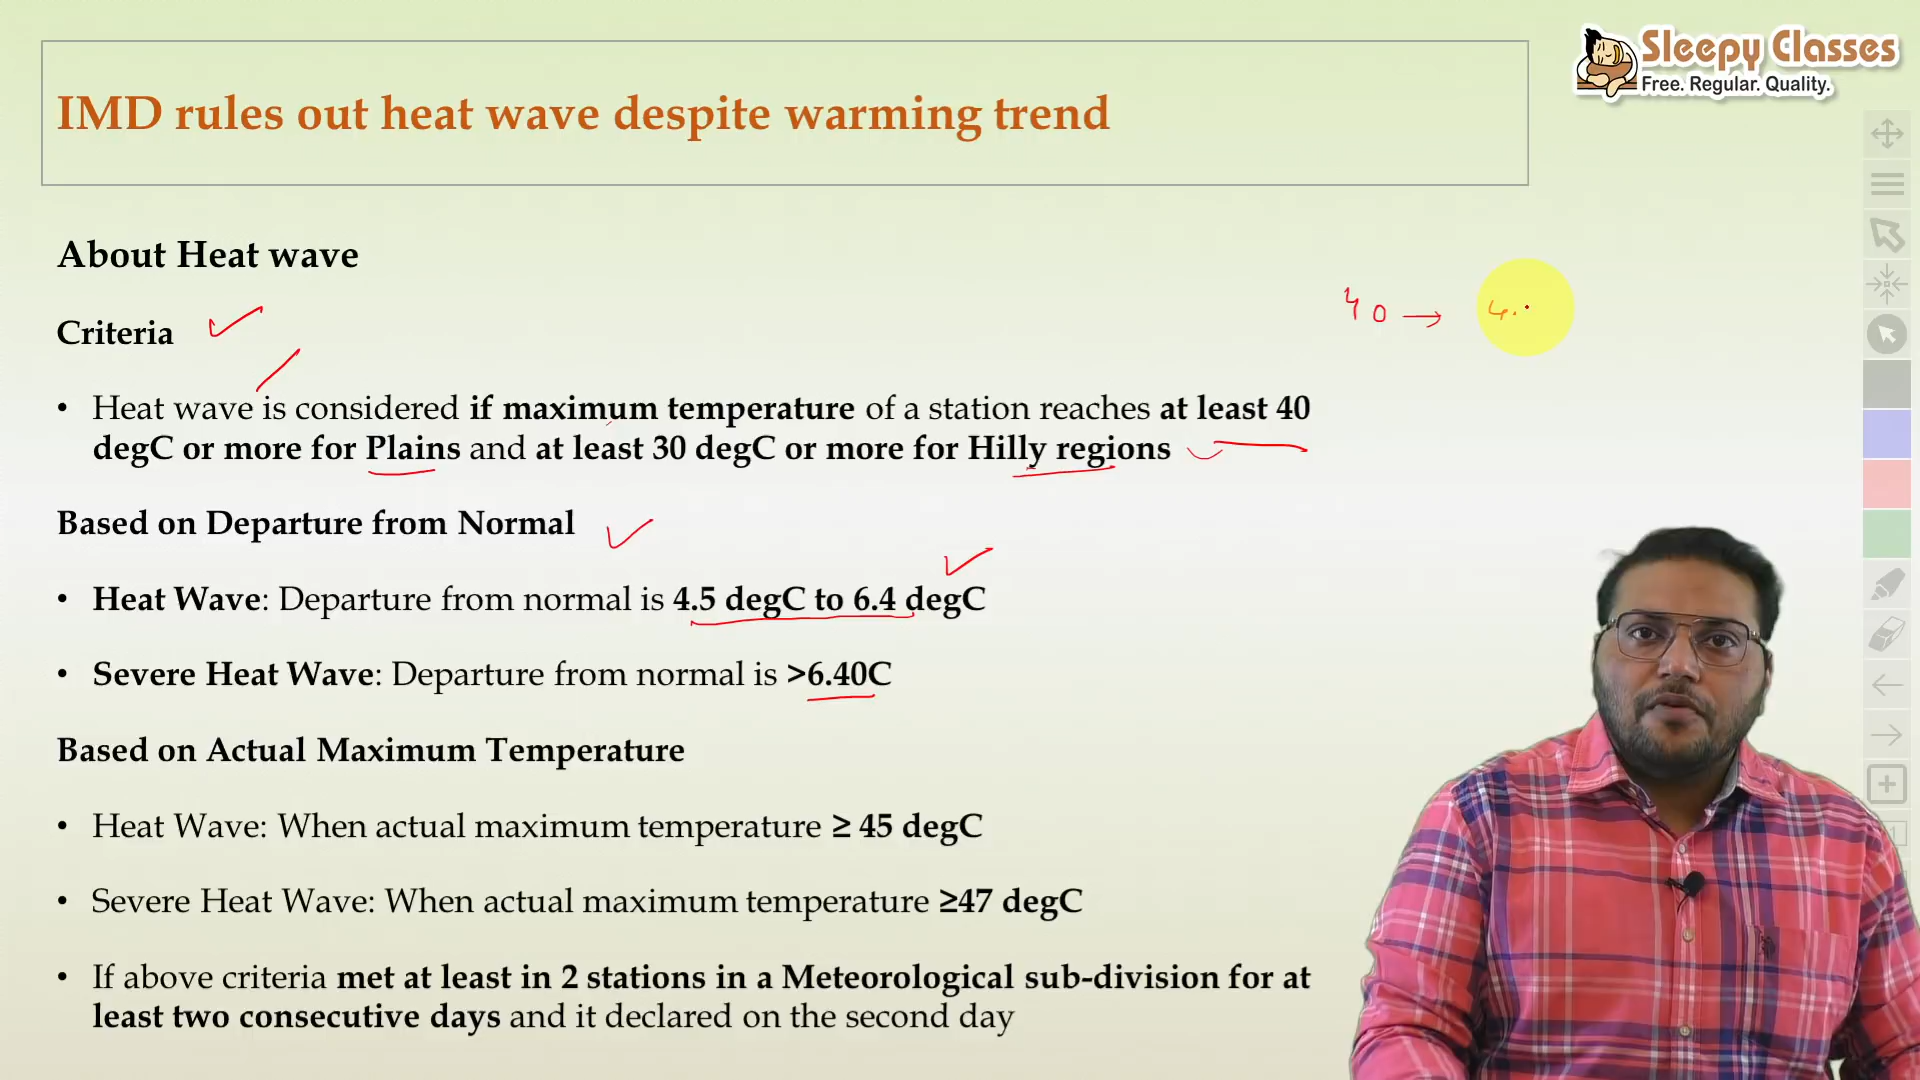 Sleepy Classes
Free. Regular. Quality.
IMD rules out heat wave despite warming trend
About Heat wave
40 → 4.
Criteria
• Heat wave is considered if maximum temperature of a station reaches at least 40
degC or more for Plains and at least 30 degC or more for Hilly regions
Based on Departure from Normal
• Heat Wave: Departure from normal is 4.5 degC to 6.4 degC
• Severe Heat Wave: Departure from normal is >6.40C
Based on Actual Maximum Temperature
• Heat Wave: When actual maximum temperature ≥ 45 degC
• Severe Heat Wave: When actual maximum temperature ≥47 degC
• If above criteria met at least in 2 stations in a Meteorological sub-division for at
least two consecutive days and it declared on the second day